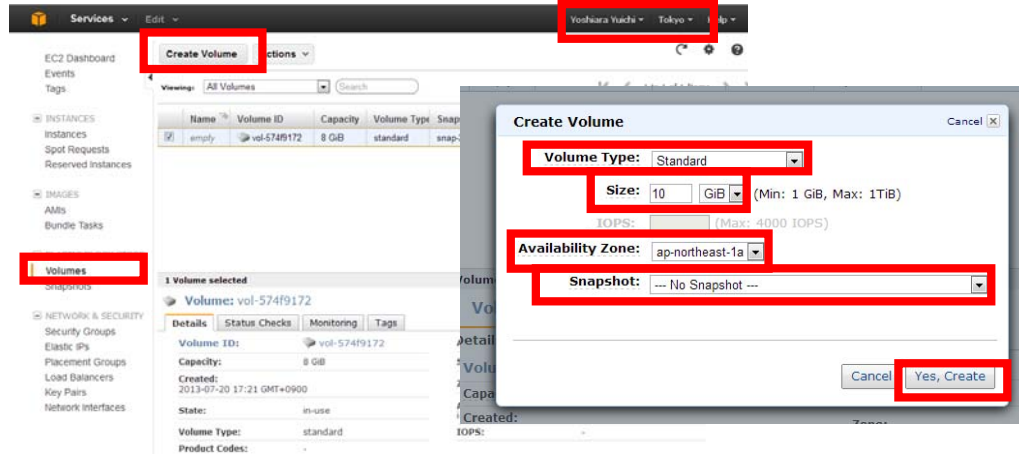 Services Edit Yoshiara Yuichi Tokyo Help
EC2 Dashboard
Events
Tags
INSTANCES
Instances
Spot Requests
Reserved Instances
IMAGES
AMIs
Bundle Tasks
Volumes
Snapshots
NETWORK & SECURITY
Security Groups
Elastic IPs
Placement Groups
Load Balancers
Key Pairs
Network Interfaces
Create Volume Actions
Viewing: All Volumes Search
Name Volume ID Capacity Volume Type Snap
empty vol-574f9172 8 GiB standard snap-
1 Volume selected
Volume: vol-574f9172
Details Status Checks Monitoring Tags
Volume ID: vol-574f9172
Capacity: 8 GiB
Created:
2013-07-20 17:21 GMT+0900
State: in-use
Volume Type: standard
Product Codes: -
Create Volume Cancel
Volume Type: Standard
Size: 10 GiB (Min: 1 GiB, Max: 1TiB)
IOPS: (Max: 4000 IOPS)
Availability Zone: ap-northeast-1a
Snapshot: --- No Snapshot ---
Cancel Yes, Create
Created: Zone:
IOPS: -